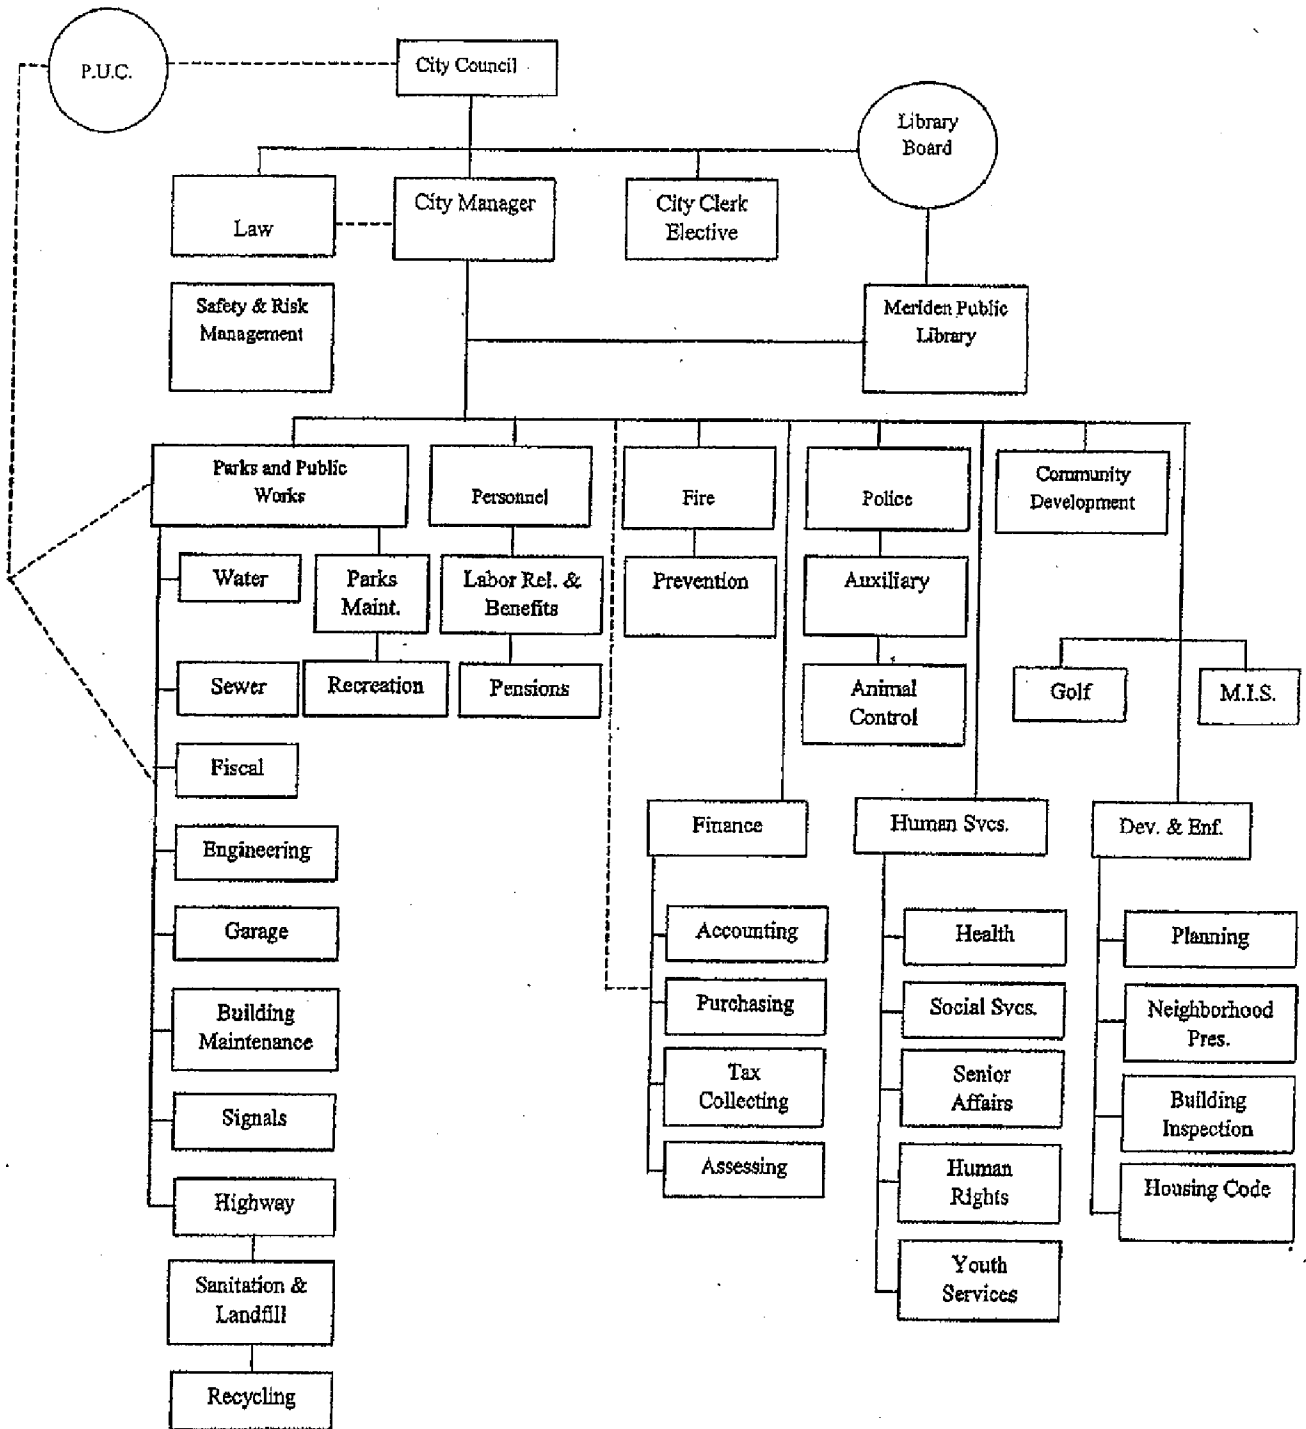 P.U.C.
City Council
Library
Board
Law
City Manager
City Clerk
Elective
Safety & Risk
Management
Meriden Public
Library
Parks and Public
Works
Personnel
Fire
Police
Community
Development
Water
Parks
Maint.
Labor Rel. &
Benefits
Prevention
Auxiliary
Sewer
Recreation
Pensions
Animal
Control
Golf
M.I.S.
Fiscal
Finance
Human Svcs.
Dev. & Enf.
Engineering
Garage
Accounting
Health
Planning
Building
Maintenance
Purchasing
Social Svcs.
Neighborhood
Pres.
Tax
Collecting
Senior
Affairs
Building
Inspection
Signals
Assessing
Human
Rights
Housing Code
Highway
Sanitation &
Landfill
Youth
Services
Recycling